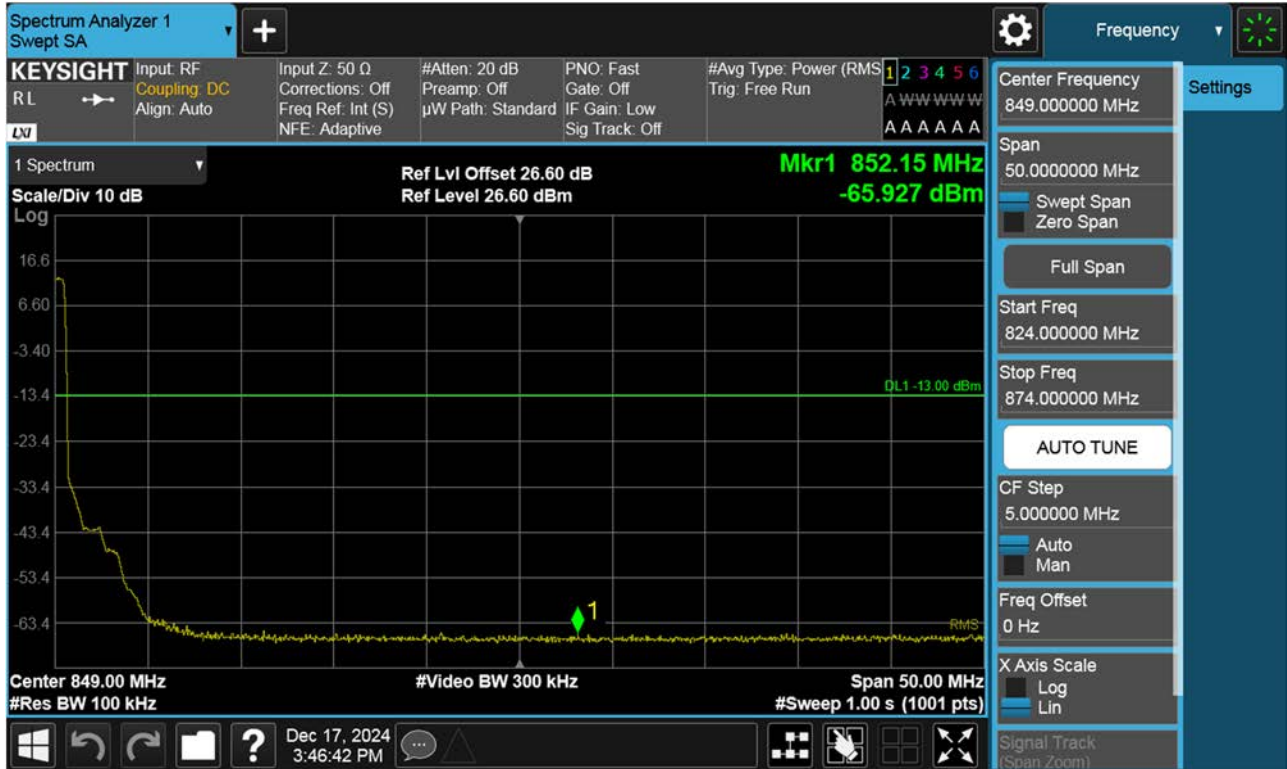 Spectrum Analyzer 1
Swept SA
Frequency
KEYSIGHT
RL
LXI
Input: RF
Coupling: DC
Align: Auto
Input Z: 50 Ω
Corrections: Off
Freq Ref: Int (S)
NFE: Adaptive
#Atten: 20 dB
Preamp: Off
µW Path: Standard
PNO: Fast
Gate: Off
IF Gain: Low
Sig Track: Off
#Avg Type: Power (RMS
Trig: Free Run
1 2 3 4 5 6
A W W W W W
A A A A A A
1 Spectrum
Scale/Div 10 dB
Log
Ref Lvl Offset 26.60 dB
Ref Level 26.60 dBm
Mkr1 852.15 MHz
-65.927 dBm
16.6
6.60
-3.40
-13.4
-23.4
-33.4
-43.4
-53.4
-63.4
DL1 -13.00 dBm
1
RMS
Center 849.00 MHz
#Res BW 100 kHz
#Video BW 300 kHz
Span 50.00 MHz
#Sweep 1.00 s (1001 pts)
?
Dec 17, 2024
3:46:42 PM
Center Frequency
849.000000 MHz
Span
50.0000000 MHz
Swept Span
Zero Span
Full Span
Start Freq
824.000000 MHz
Stop Freq
874.000000 MHz
AUTO TUNE
CF Step
5.000000 MHz
Auto
Man
Freq Offset
0 Hz
X Axis Scale
Log
Lin
Signal Track
(Span Zoom)
Settings